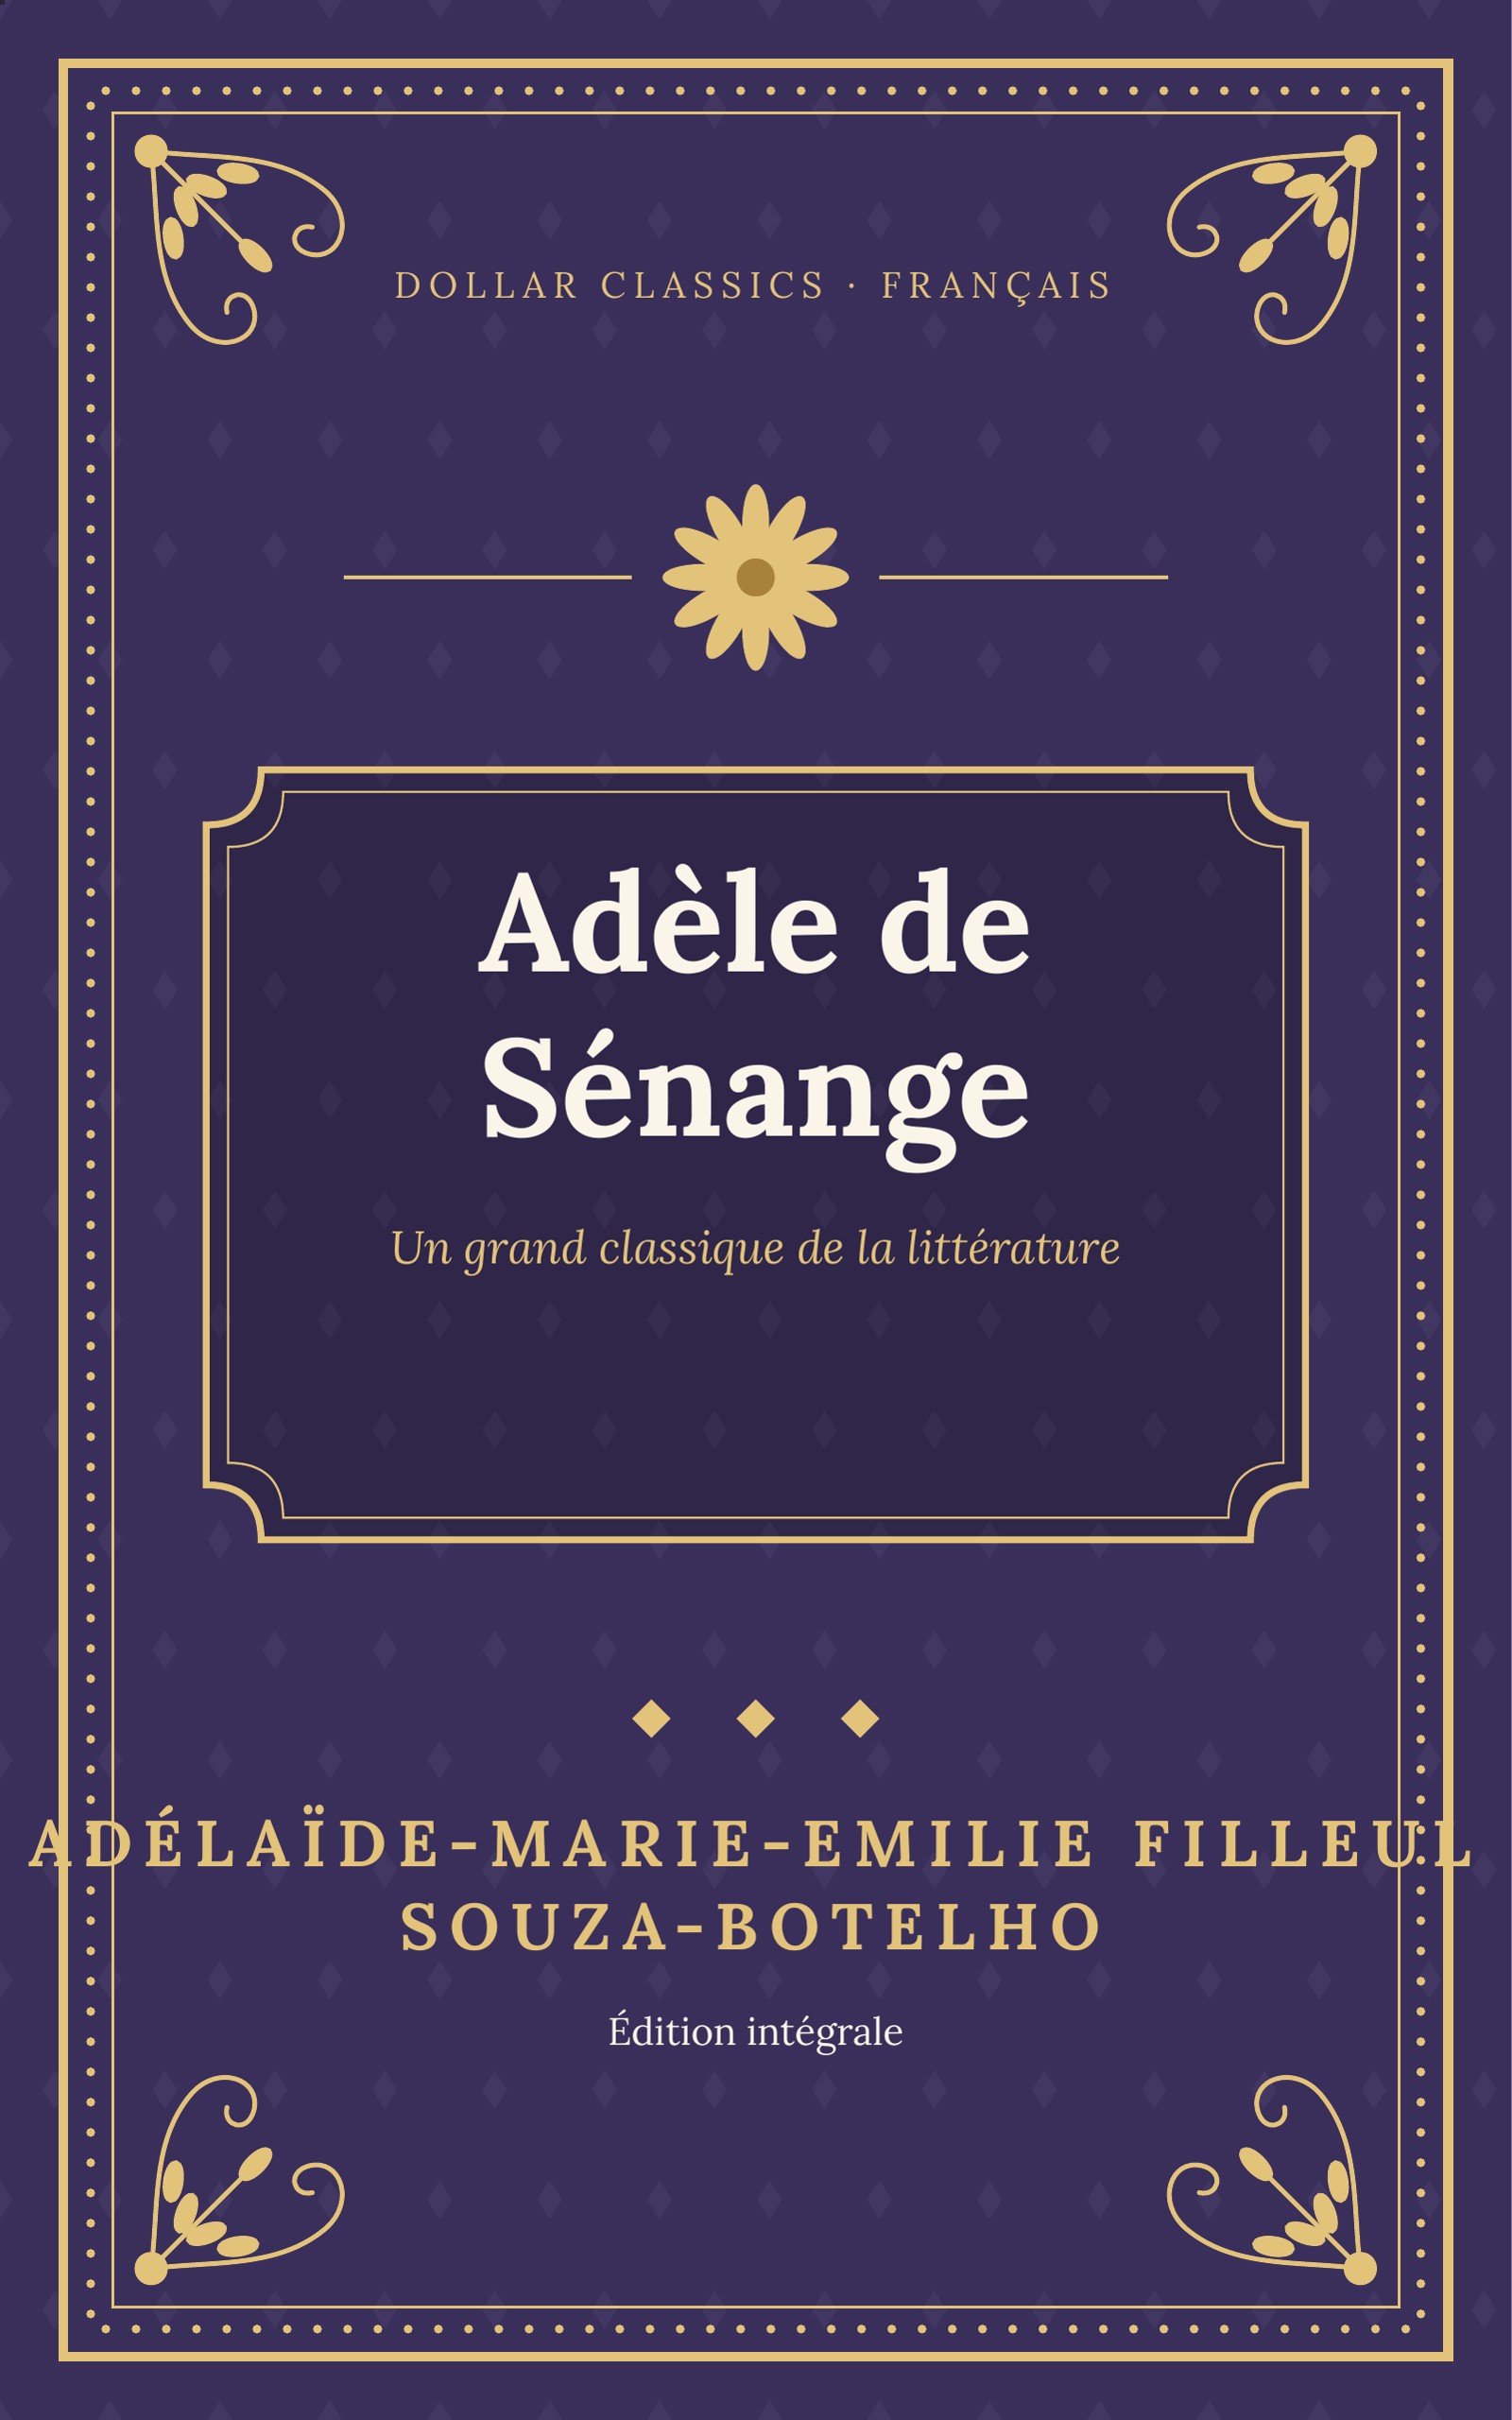 DOLLAR CLASSICS · FRANÇAIS
Adèle de
Sénange
Un grand classique de la littérature
ADÉLAÏDE-MARIE-EMILIE FILLEUL
SOUZA-BOTELHO
Édition intégrale